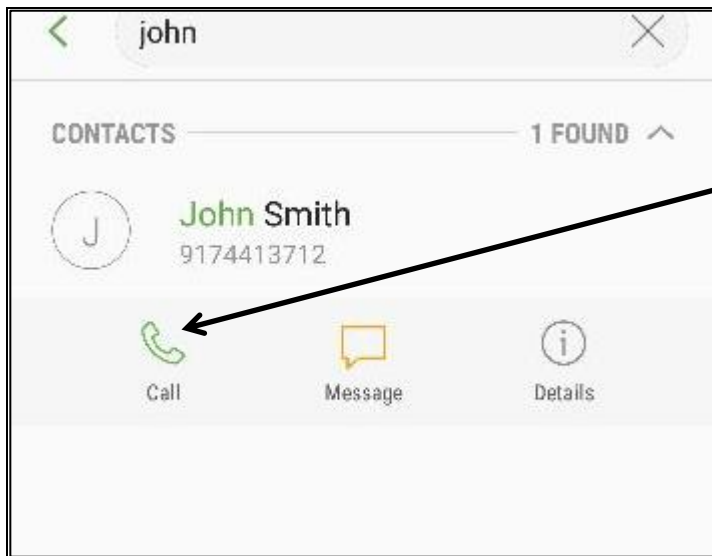 john
CONTACTS 1 FOUND
J
John Smith
9174413712
Call Message Details